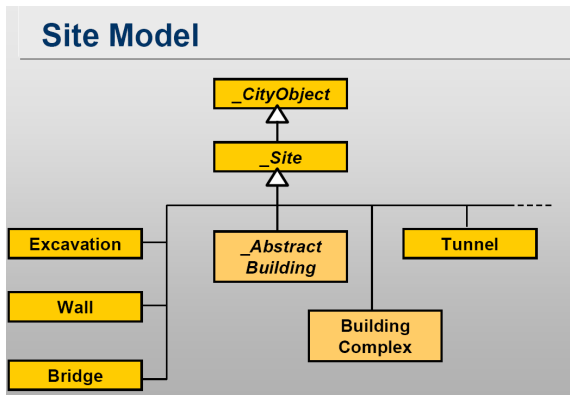 Site Model
_CityObject
_Site
Excavation
_Abstract
Building
Tunnel
Wall
Building
Complex
Bridge